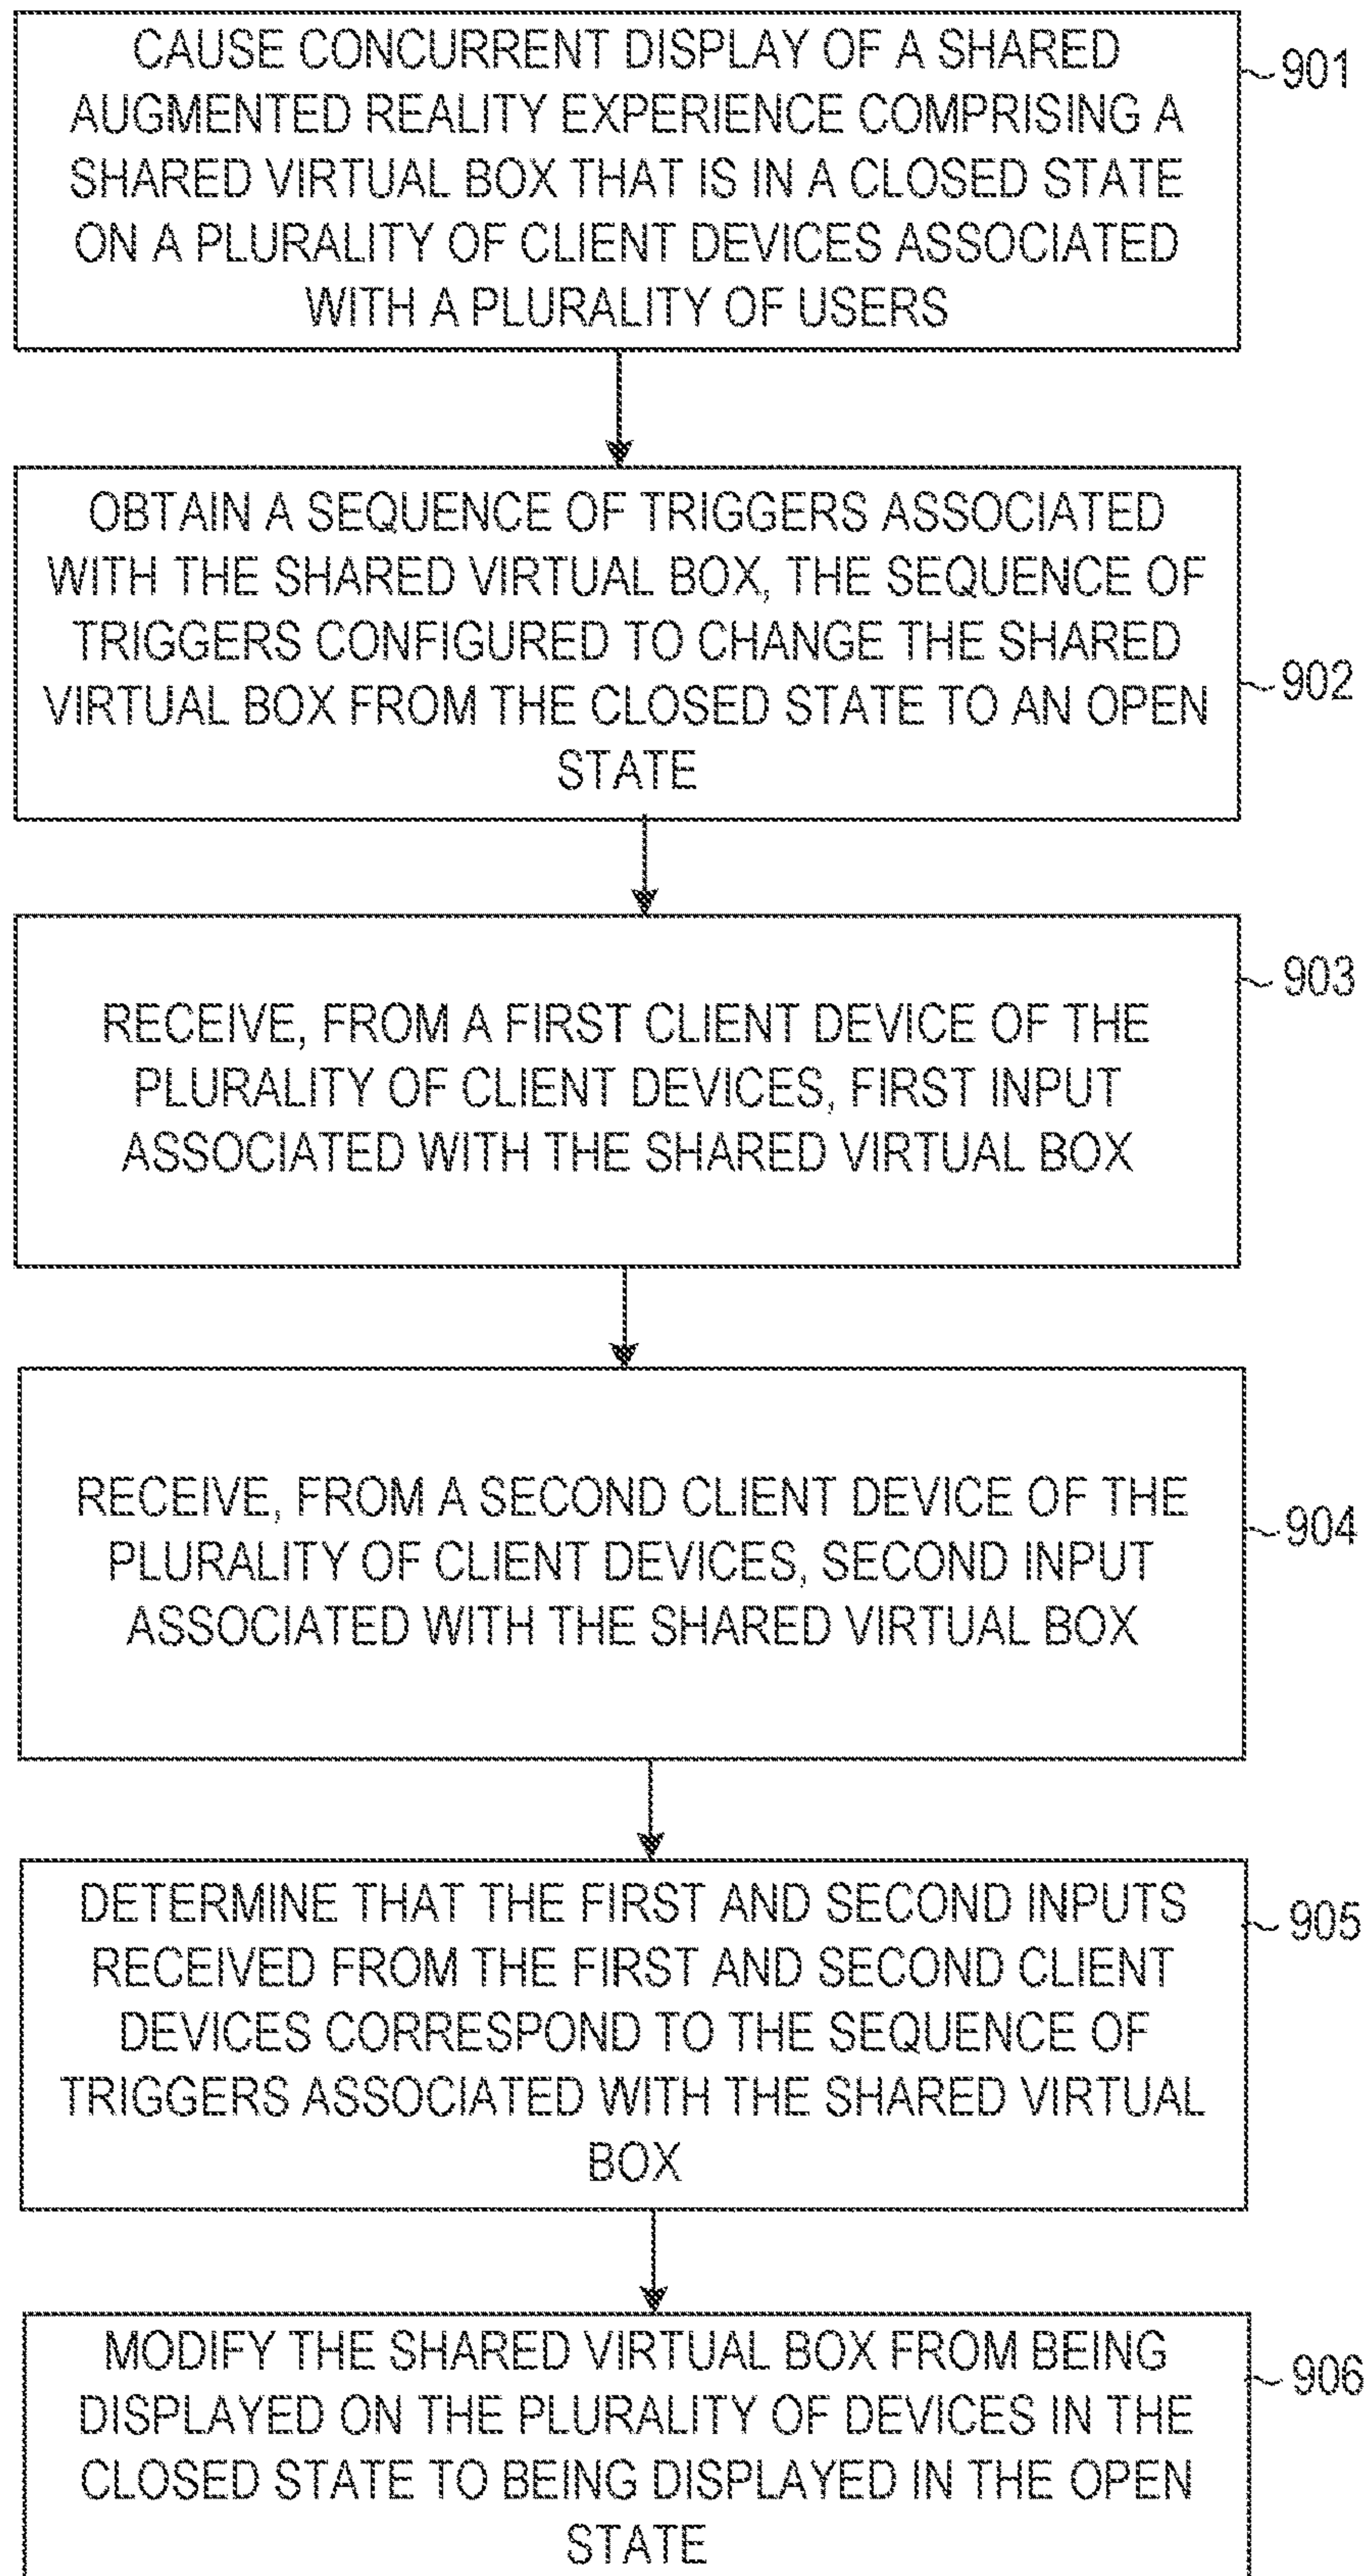 CAUSE CONCURRENT DISPLAY OF A SHARED
AUGMENTED REALITY EXPERIENCE COMPRISING A
SHARED VIRTUAL BOX THAT IS IN A CLOSED STATE
ON A PLURALITY OF CLIENT DEVICES ASSOCIATED
WITH A PLURALITY OF USERS
901
OBTAIN A SEQUENCE OF TRIGGERS ASSOCIATED
WITH THE SHARED VIRTUAL BOX, THE SEQUENCE OF
TRIGGERS CONFIGURED TO CHANGE THE SHARED
VIRTUAL BOX FROM THE CLOSED STATE TO AN OPEN
STATE
902
RECEIVE, FROM A FIRST CLIENT DEVICE OF THE
PLURALITY OF CLIENT DEVICES, FIRST INPUT
ASSOCIATED WITH THE SHARED VIRTUAL BOX
903
RECEIVE, FROM A SECOND CLIENT DEVICE OF THE
PLURALITY OF CLIENT DEVICES, SECOND INPUT
ASSOCIATED WITH THE SHARED VIRTUAL BOX
904
DETERMINE THAT THE FIRST AND SECOND INPUTS
RECEIVED FROM THE FIRST AND SECOND CLIENT
DEVICES CORRESPOND TO THE SEQUENCE OF
TRIGGERS ASSOCIATED WITH THE SHARED VIRTUAL
BOX
905
MODIFY THE SHARED VIRTUAL BOX FROM BEING
DISPLAYED ON THE PLURALITY OF DEVICES IN THE
CLOSED STATE TO BEING DISPLAYED IN THE OPEN
STATE
906